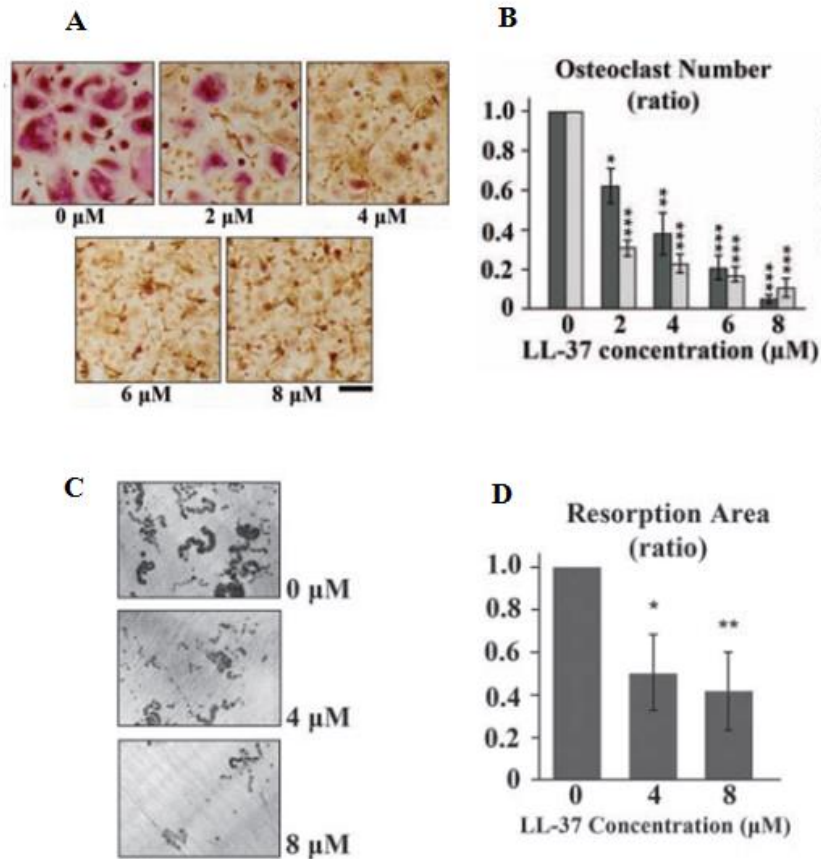 A
0 µM
2 µM
4 µM
6 µM
8 µM
B
Osteoclast Number
(ratio)
1.0
0.8
0.6
0.4
0.2
0
*
***
**
***
***
***
***
***
0
2
4
6
8
LL-37 concentration (µM)
C
0 µM
4 µM
8 µM
D
Resorption Area
(ratio)
1.0
0.8
0.6
0.4
0.2
0
*
**
0
4
8
LL-37 Concentration (µM)